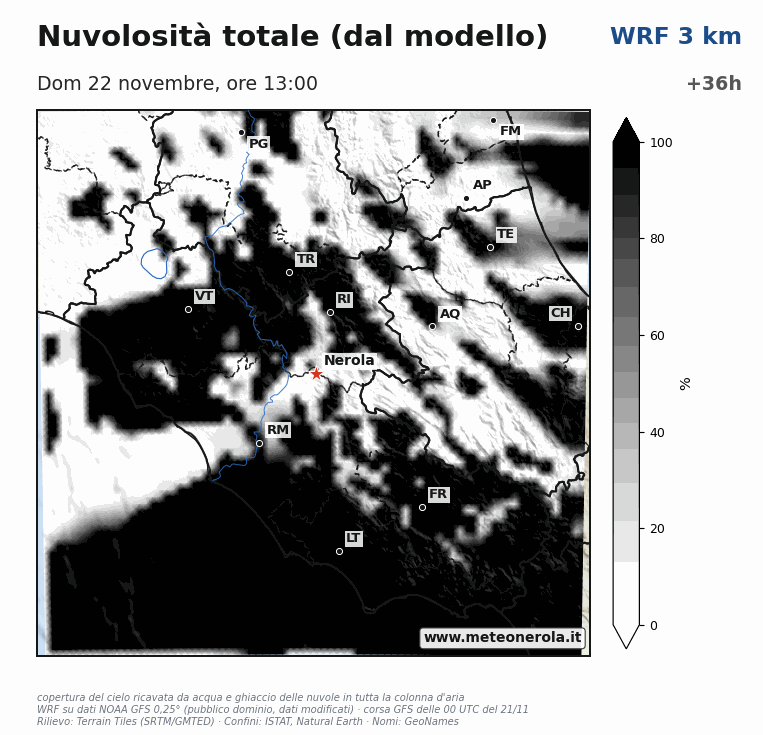 Nuvolosità totale (dal modello)
WRF 3 km
Dom 22 novembre, ore 13:00
+36h
FM
PG
AP
TE
TR
VT
RI
AQ
CH
Nerola
RM
FR
LT
www.meteonerola.it
100
80
60
40
20
0
%
copertura del cielo ricavata da acqua e ghiaccio delle nuvole in tutta la colonna d'aria
WRF su dati NOAA GFS 0,25° (pubblico dominio, dati modificati) · corsa GFS delle 00 UTC del 21/11
Rilievo: Terrain Tiles (SRTM/GMTED) · Confini: ISTAT, Natural Earth · Nomi: GeoNames